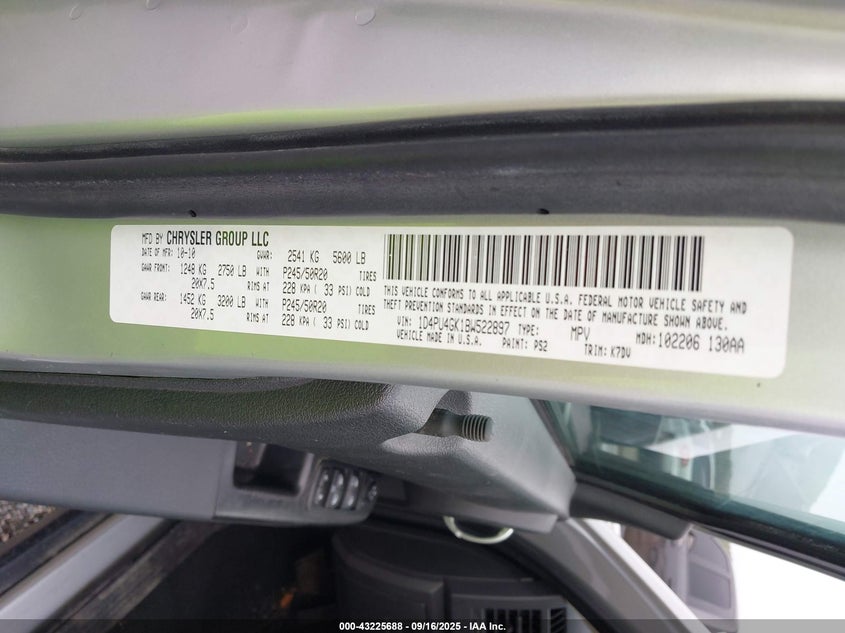 MFD BY CHRYSLER GROUP LLC
DATE OF MFR: 10-10 GVWR: 2541 KG 5600 LB
GAWR FRONT: 1248 KG 2750 LB WITH P245/50R20 TIRES
20X7.5 RIMS AT 228 KPA ( 33 PSI) COLD
GAWR REAR: 1452 KG 3200 LB WITH P245/50R20 TIRES
20X7.5 RIMS AT 228 KPA ( 33 PSI) COLD
THIS VEHICLE CONFORMS TO ALL APPLICABLE U.S.A. FEDERAL MOTOR VEHICLE SAFETY AND
THEFT PREVENTION STANDARDS IN EFFECT ON THE DATE OF MANUFACTURE SHOWN ABOVE.
VIN: 1D4PU4GK1BW522897 TYPE: MPV MDH: 102206 130AA
VEHICLE MADE IN U.S.A. PAINT: PS2 TRIM: K7DV
000-43225688 - 09/16/2025 - IAA Inc.